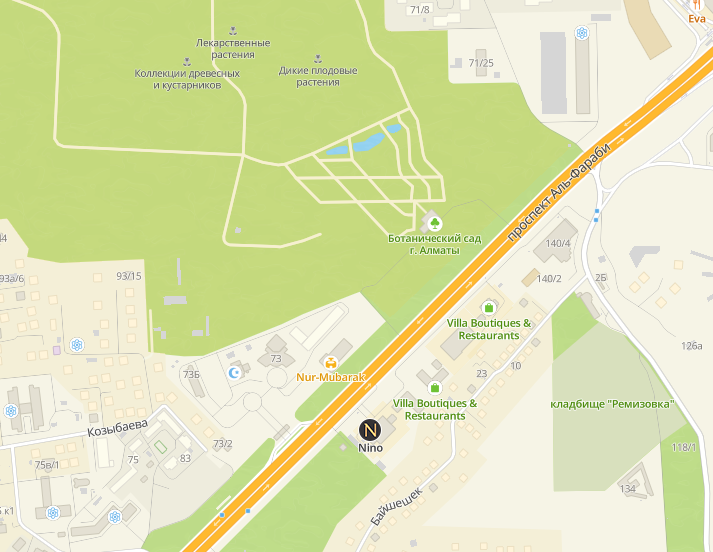 71/8
Eva
Лекарственные
растения
Коллекции древесных
и кустарников
Дикие плодовые
растения
71/25
проспект Аль-Фараби
Ботанический сад
г. Алматы
140/4
93а/6
93/15
140/2
2Б
Villa Boutiques &
Restaurants
126а
73
73Б
Nur-Mubarak
23
10
Villa Boutiques &
Restaurants
кладбище "Ремизовка"
Козыбаева
73/2
N
Nino
118/1
75в/1
75
83
134
Байшешек
5.к1